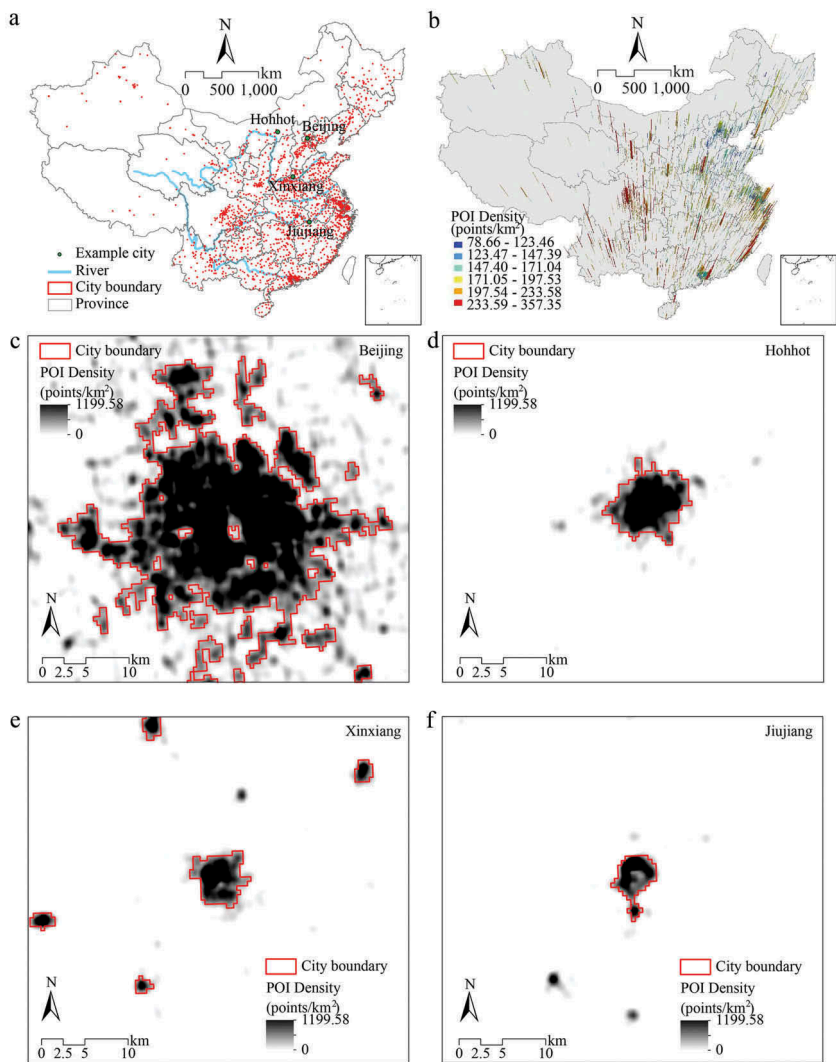 a
N
km
0 500 1,000
Hohhot
Beijing
Xinxiang
Jiujiang
Example city
River
City boundary
Province
b
N
km
0 500 1,000
POI Density
(points/km²)
78.66 - 123.46
123.47 - 147.39
147.40 - 171.04
171.05 - 197.53
197.54 - 233.58
233.59 - 357.35
c
City boundary
Beijing
POI Density
(points/km²)
1199.58
0
N
km
0 2.5 5 10
d
City boundary
Hohhot
POI Density
(points/km²)
1199.58
0
N
km
0 2.5 5 10
e
Xinxiang
City boundary
POI Density
(points/km²)
1199.58
0
N
km
0 2.5 5 10
f
Jiujiang
City boundary
POI Density
(points/km²)
1199.58
0
N
km
0 2.5 5 10